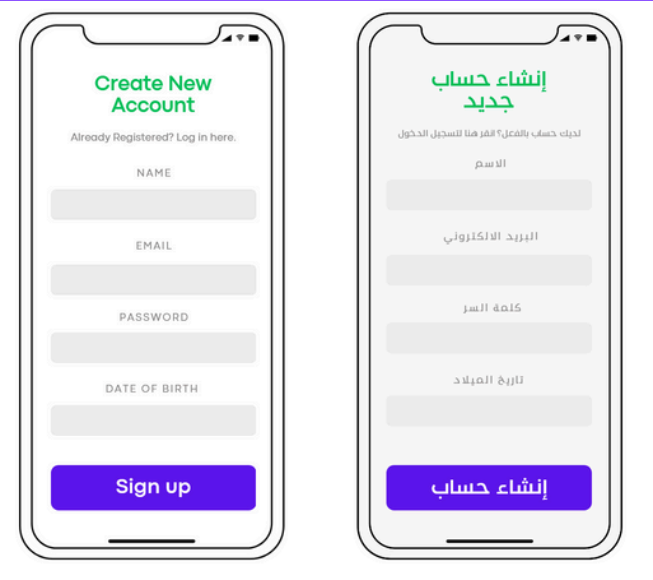 Create New
Account
Already Registered? Log in here.
NAME
EMAIL
PASSWORD
DATE OF BIRTH
Sign up
إنشاء حساب
جديد
لديك حساب بالفعل؟ انقر هنا لتسجيل الدخول
الاسم
البريد الالكتروني
كلمة السر
تاريخ الميلاد
إنشاء حساب